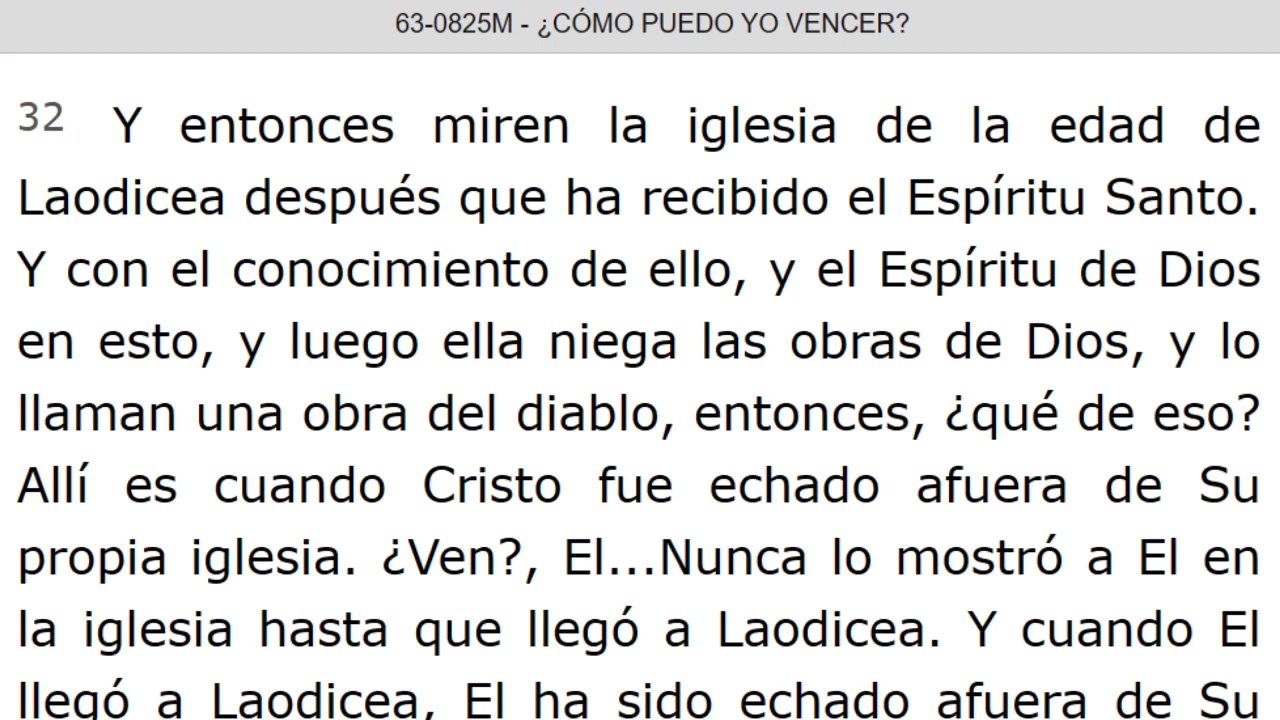 63-0825M - ¿CÓMO PUEDO YO VENCER?
32 Y entonces miren la iglesia de la edad de
Laodicea después que ha recibido el Espíritu Santo.
Y con el conocimiento de ello, y el Espíritu de Dios
en esto, y luego ella niega las obras de Dios, y lo
llaman una obra del diablo, entonces, ¿qué de eso?
Allí es cuando Cristo fue echado afuera de Su
propia iglesia. ¿Ven?, El...Nunca lo mostró a El en
la iglesia hasta que llegó a Laodicea. Y cuando El
llegó a Laodicea, El ha sido echado afuera de Su